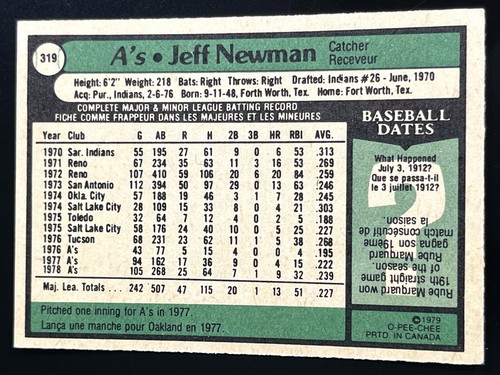 319
A's • Jeff Newman
Catcher
Receveur
Height: 6'2" Weight: 218 Bats: Right Throws: Right Drafted: Indians #26 - June, 1970
Acq: Pur., Indians, 2-6-76 Born: 9-11-48, Forth Worth, Tex. Home: Fort Worth, Tex.
COMPLETE MAJOR & MINOR LEAGUE BATTING RECORD
FICHE COMME FRAPPEUR DANS LES MAJEURES ET LES MINEURES
Year Club G AB R H 2B 3B HR RBI AVG.
1970 Sar. Indians 55 195 27 61 9 0 6 53 .313
1971 Reno 67 234 35 63 11 3 16 53 .269
1972 Reno 107 410 59 106 20 6 20 84 .259
1973 San Antonio 112 394 50 97 29 0 13 63 .246
1974 Okla. City 51 188 17 46 13 1 7 28 .245
1974 Salt Lake City 28 109 15 33 8 0 4 21 .303
1975 Toledo 32 64 7 12 4 0 2 5 .188
1975 Salt Lake City 58 176 24 40 10 0 5 25 .227
1976 Tucson 68 231 23 62 11 1 5 38 .268
1976 A's 43 77 5 15 4 0 0 4 .195
1977 A's 94 162 17 36 9 0 4 15 .222
1978 A's 105 268 25 64 7 1 9 32 .239
Maj. Lea. Totals . . . 242 507 47 115 20 1 13 51 .227
Pitched one inning for A's in 1977.
Lança une manche pour Oakland en 1977.
BASEBALL
DATES
What Happened
July 3, 1912?
Que se passa-t-il
le 3 juillet 1912?
Rube Marquard won
19th straight game
of the season.
Rube Marquard
gagna son 19ème
match consécutif de
la saison.
© 1979
O-PEE-CHEE
PRTD IN CANADA